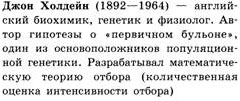 Джон Холдейн (1892—1964) — англий-
ский биохимик, генетик и физиолог. Ав-
тор гипотезы о «первичном бульоне»,
один из основоположников популяцион-
ной генетики. Разрабатывал математиче-
скую теорию отбора (количественная
оценка интенсивности отбора)